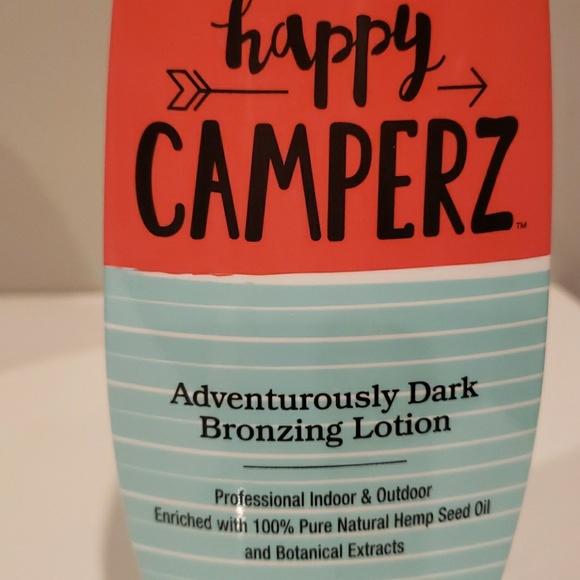 happy
CAMPERZ™
Adventurously Dark
Bronzing Lotion
Professional Indoor & Outdoor
Enriched with 100% Pure Natural Hemp Seed Oil
and Botanical Extracts